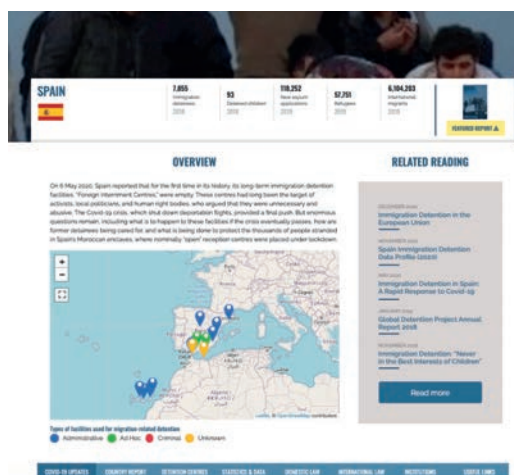 SPAIN
7,855
Immigration detainees
2019
93
Detained children
2019
118,252
New asylum applications
2019
57,751
Refugees
2019
6,104,203
International migrants
2019
FEATURED REPORT
OVERVIEW
On 6 May 2020, Spain reported that for the first time in its history, its long-term immigration detention
facilities, "Foreign Internment Centres," were empty. These centres had long been the target of
activists, local politicians, and human right bodies, who argued that they were unnecessary and
abusive. The Covid-19 crisis, which shut down deportation flights, provided a final push. But enormous
questions remain, including what is to happen to these facilities if the crisis eventually passes, how are
former detainees being cared for, and what is being done to protect the thousands of people stranded
in Spain's Moroccan enclaves, where nominally "open" reception centres were placed under lockdown.
RELATED READING
Immigration Detention in the
European Union
Spain Immigration Detention
Data Profile (2020)
Immigration Detention in Spain:
A Rapid Response to Covid-19
Global Detention Project Annual
Report 2018
Immigration Detention: "Never
in the Best Interests of Children"
Read more
+
−
Types of facilities used for migration-related detention
Administrative
Ad Hoc
Criminal
Unknown
COVID-19 UPDATES
COUNTRY REPORT
DETENTION CENTRES
STATISTICS & DATA
DOMESTIC LAW
INTERNATIONAL LAW
INSTITUTIONS
USEFUL LINKS